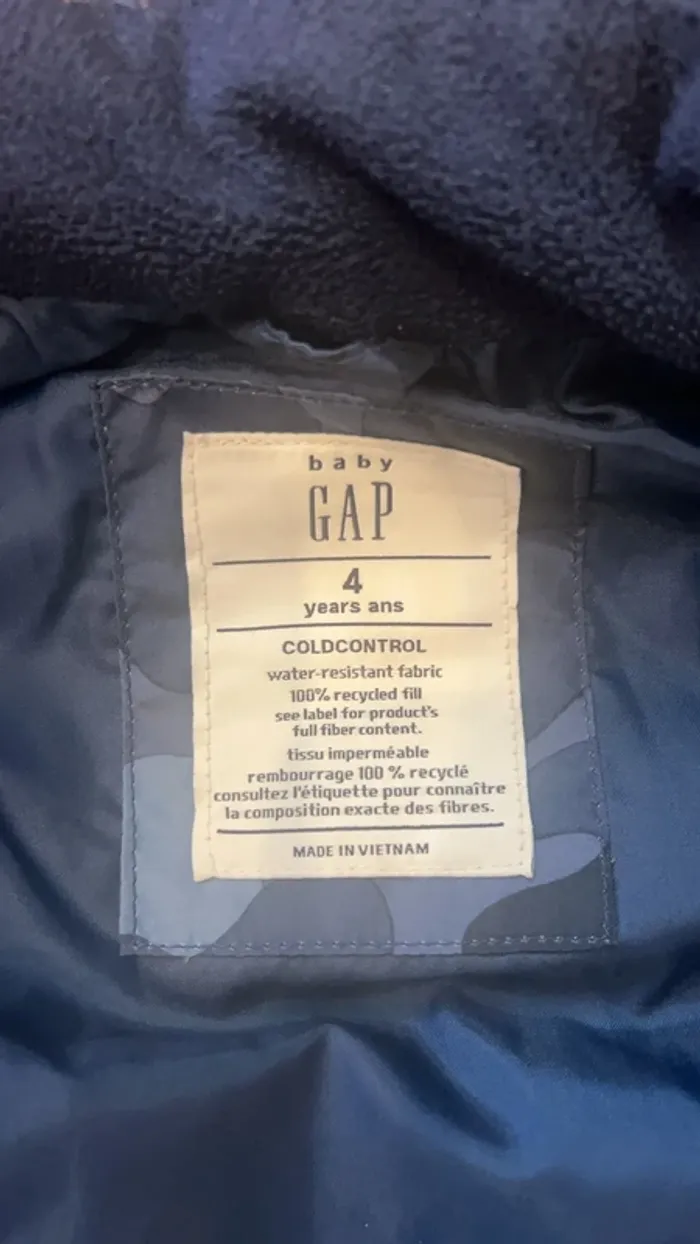 baby
GAP
4
years ans
COLDCONTROL
water-resistant fabric
100% recycled fill
see label for product's
full fiber content.
tissu imperméable
rembourrage 100 % recyclé
consultez l'étiquette pour connaître
la composition exacte des fibres.
MADE IN VIETNAM